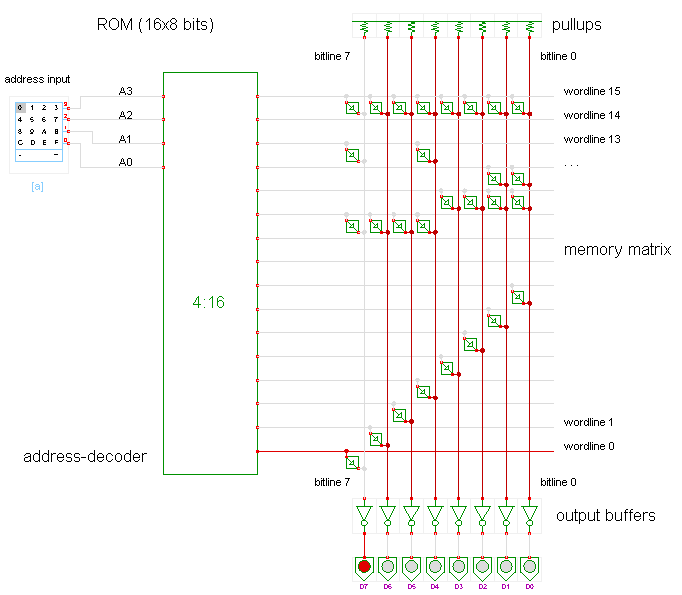 ROM (16x8 bits)
pullups
bitline 7
bitline 0
address input
A3
wordline 15
0 1 2 3
4 5 6 7
8 9 A B
C D E F
A2
wordline 14
A1
wordline 13
A0
. . .
[a]
memory matrix
4:16
wordline 1
address-decoder
wordline 0
bitline 7
bitline 0
output buffers
D7 D6 D5 D4 D3 D2 D1 D0